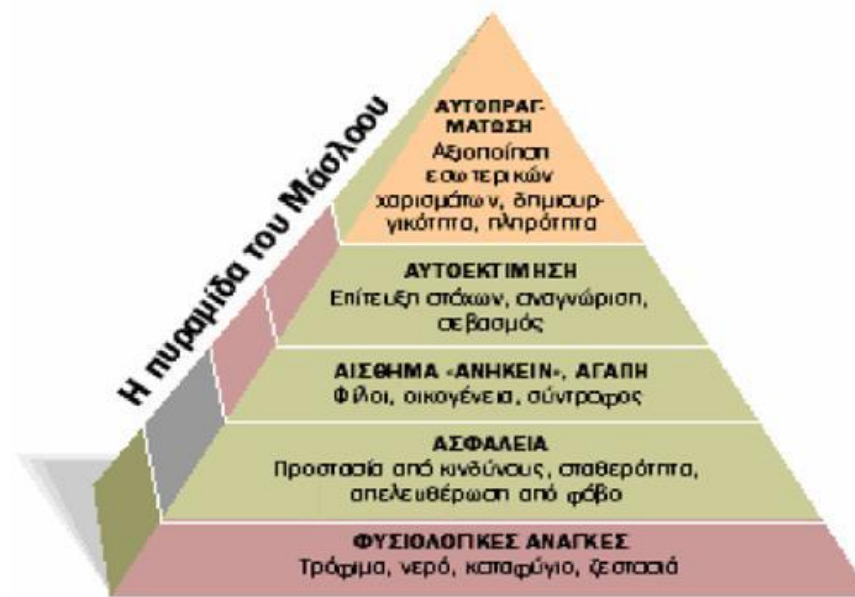 Η πυραμίδα του Μάσλοου
ΑΥΤΟΠΡΑΓ-
ΜΑΤΩΣΗ
Αξιοποίηση
εσωτερικών
χαρισμάτων, δημιουρ-
γικότητα, πληρότητα
ΑΥΤΟΕΚΤΙΜΗΣΗ
Επίτευξη στόχων, αναγνώριση,
σεβασμός
ΑΙΣΘΗΜΑ «ΑΝΗΚΕΙΝ», ΑΓΑΠΗ
Φίλοι, οικογένεια, σύντροφος
ΑΣΦΑΛΕΙΑ
Προστασία από κινδύνους, σταθερότητα,
απελευθέρωση από φόβο
ΦΥΣΙΟΛΟΓΙΚΕΣ ΑΝΑΓΚΕΣ
Τρόφιμα, νερό, καταφύγιο, ζεστασιά